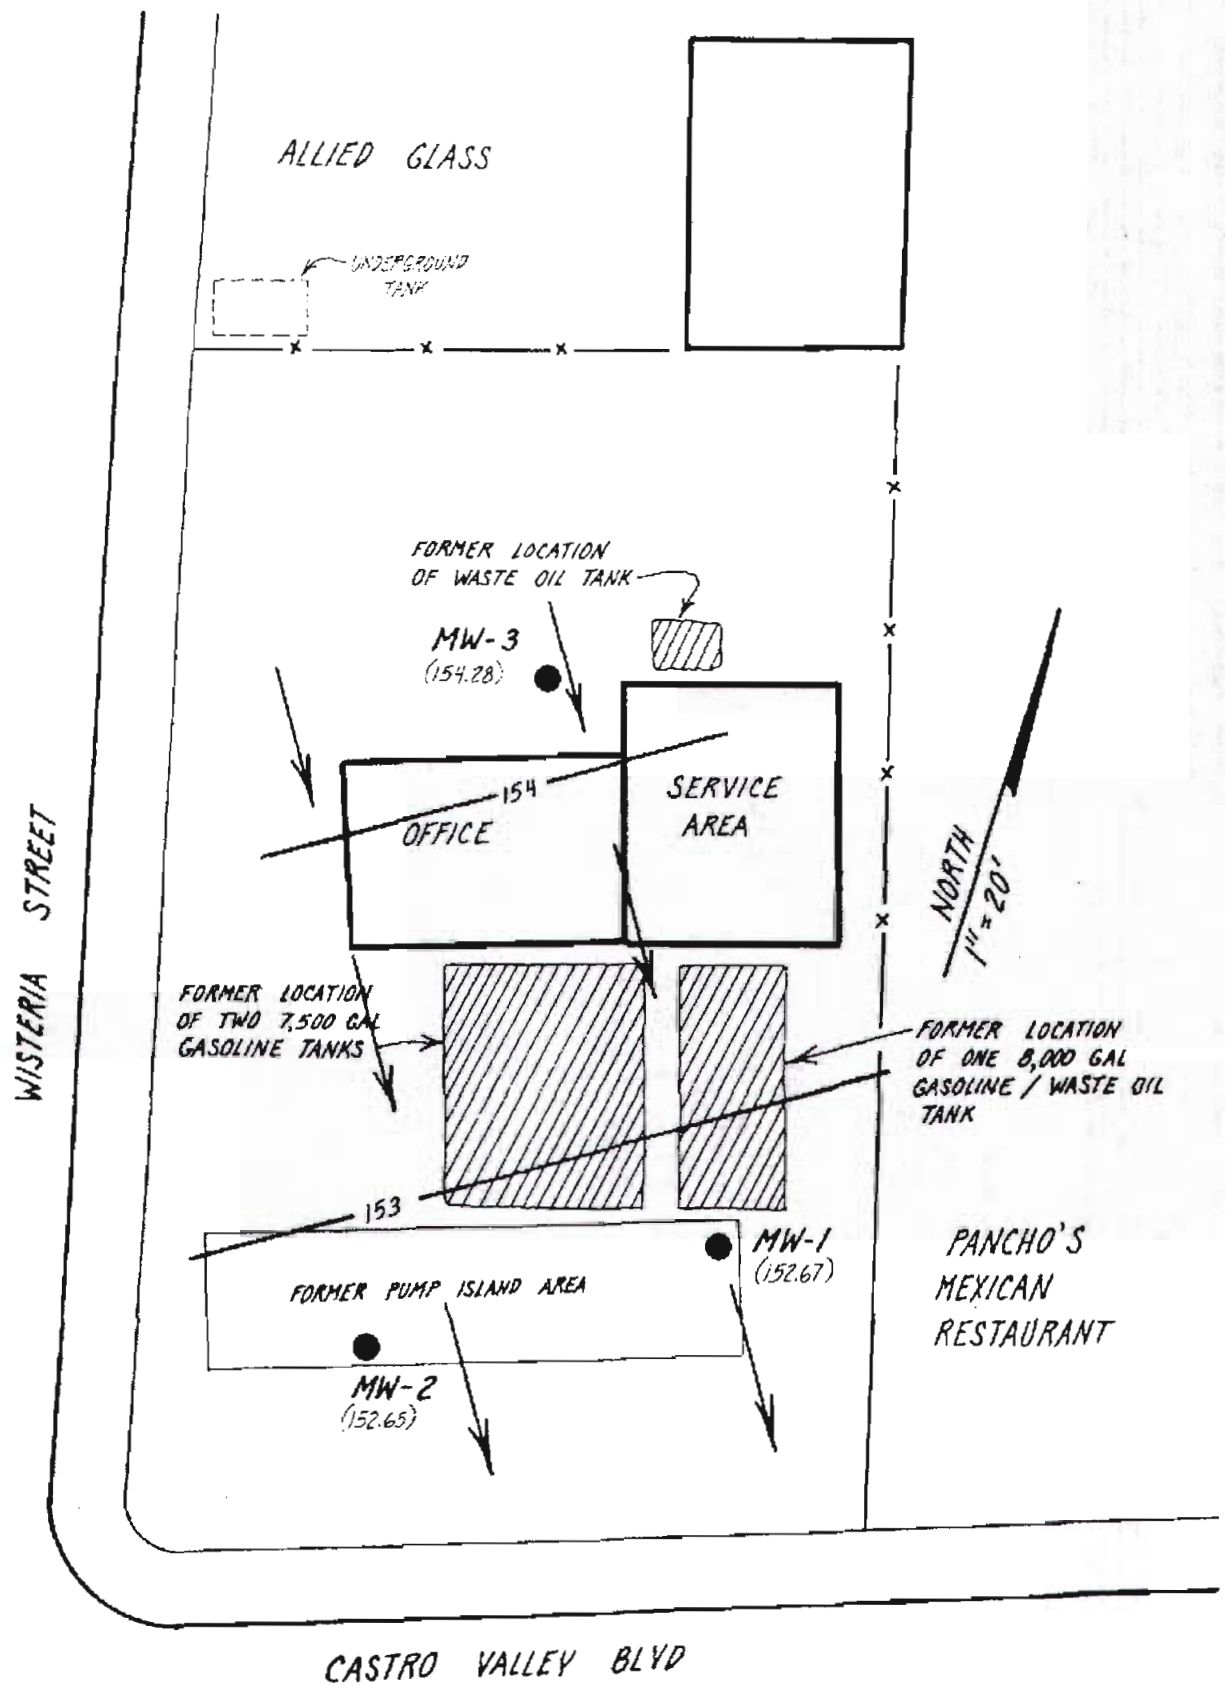 ALLIED GLASS
UNDERGROUND
TANK
FORMER LOCATION
OF WASTE OIL TANK
MW-3
(154.28)
154
SERVICE
AREA
OFFICE
WISTERIA STREET
NORTH
1" = 20'
FORMER LOCATION
OF TWO 7,500 GAL
GASOLINE TANKS
FORMER LOCATION
OF ONE 8,000 GAL
GASOLINE / WASTE OIL
TANK
153
MW-1
(152.67)
FORMER PUMP ISLAND AREA
MW-2
(152.65)
PANCHO'S
MEXICAN
RESTAURANT
CASTRO VALLEY BLVD